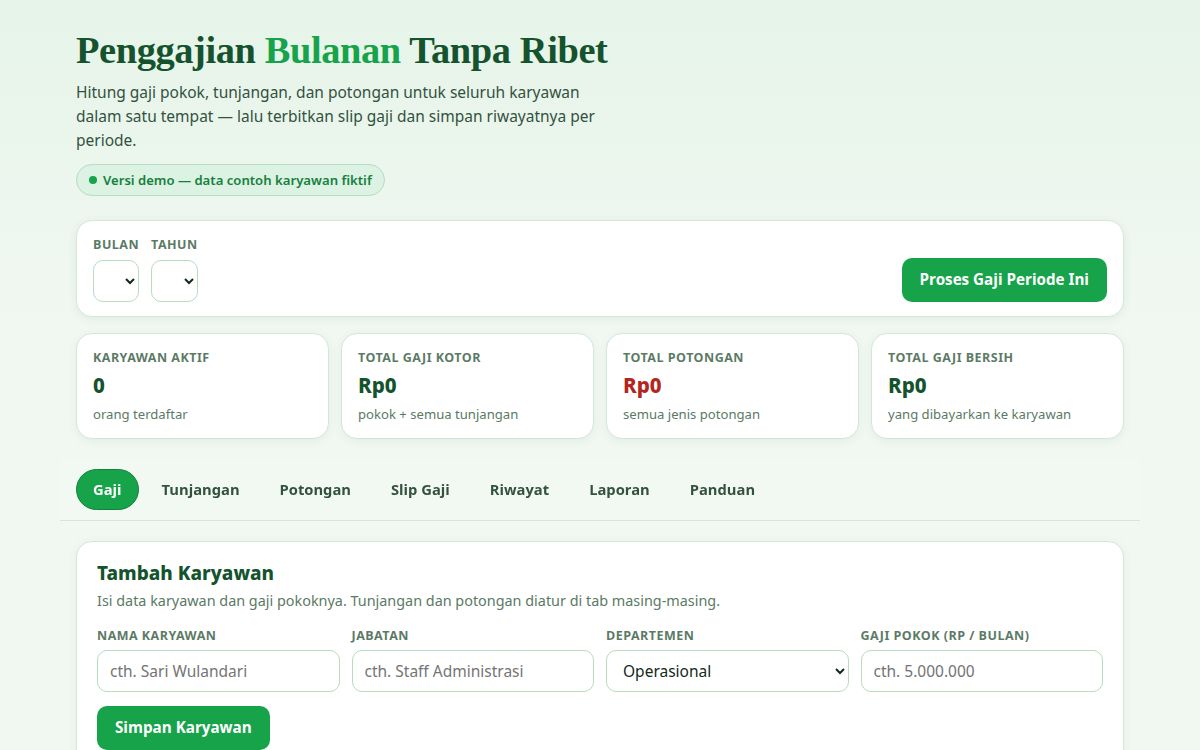 Penggajian Bulanan Tanpa Ribet
Hitung gaji pokok, tunjangan, dan potongan untuk seluruh karyawan
dalam satu tempat — lalu terbitkan slip gaji dan simpan riwayatnya per
periode.
Versi demo — data contoh karyawan fiktif
BULAN TAHUN
Proses Gaji Periode Ini
KARYAWAN AKTIF
0
orang terdaftar
TOTAL GAJI KOTOR
Rp0
pokok + semua tunjangan
TOTAL POTONGAN
Rp0
semua jenis potongan
TOTAL GAJI BERSIH
Rp0
yang dibayarkan ke karyawan
Gaji Tunjangan Potongan Slip Gaji Riwayat Laporan Panduan
Tambah Karyawan
Isi data karyawan dan gaji pokoknya. Tunjangan dan potongan diatur di tab masing-masing.
NAMA KARYAWAN
cth. Sari Wulandari
JABATAN
cth. Staff Administrasi
DEPARTEMEN
Operasional
GAJI POKOK (RP / BULAN)
cth. 5.000.000
Simpan Karyawan